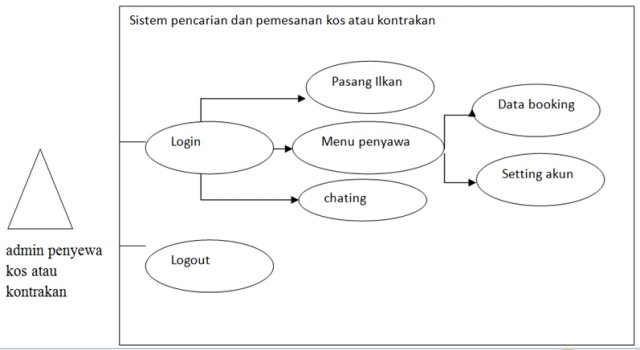 Sistem pencarian dan pemesanan kos atau kontrakan
Pasang Ilkan
Data booking
Login
Menu penyawa
Setting akun
chating
admin penyewa
kos atau
kontrakan
Logout